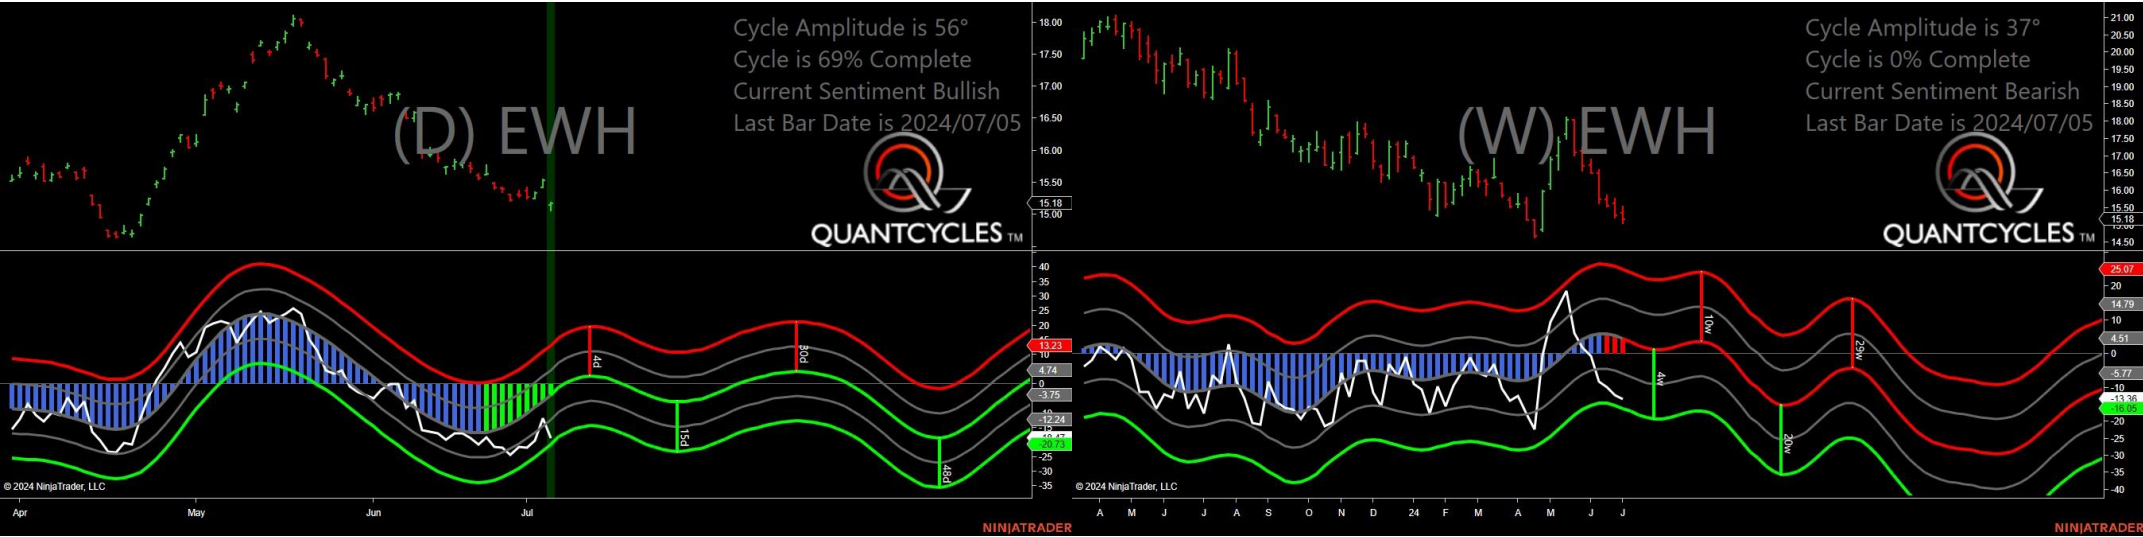 Cycle Amplitude is 56°
Cycle is 69% Complete
Current Sentiment Bullish
Last Bar Date is 2024/07/05
(D) EWH
QUANTCYCLES TM
18.00
17.50
17.00
16.50
16.00
15.50
15.18
15.00
40
35
30
25
20
13.23
10
4.74
0
-3.75
-12.24
-20.73
-25
-30
-35
4d
15d
30d
48d
© 2024 NinjaTrader, LLC
Apr May Jun Jul
NINJATRADER
Cycle Amplitude is 37°
Cycle is 0% Complete
Current Sentiment Bearish
Last Bar Date is 2024/07/05
(W) EWH
QUANTCYCLES TM
21.00
20.50
20.00
19.50
19.00
18.50
18.00
17.50
17.00
16.50
16.00
15.50
15.18
14.50
25.07
20
14.79
10
4.51
0
-5.77
-10
-13.36
-16.05
-20
-25
-30
-35
-40
4w
10w
20w
29w
© 2024 NinjaTrader, LLC
A M J J A S O N D 24 F M A M J J
NINJATRADER